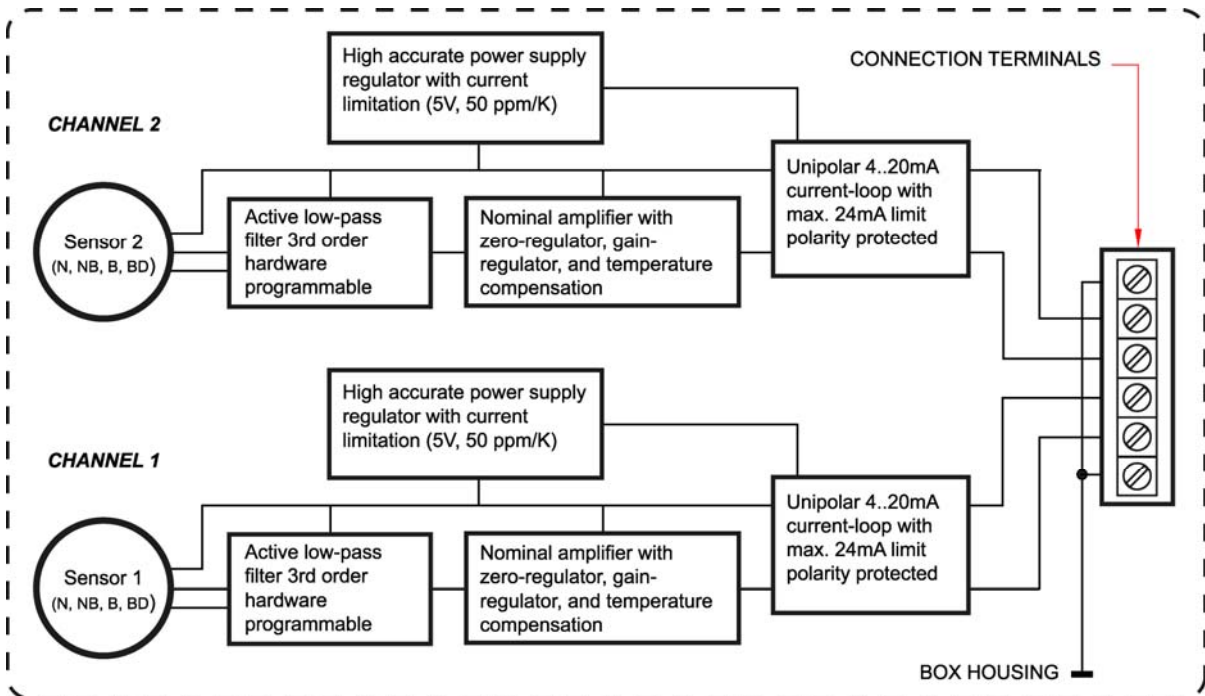 High accurate power supply
regulator with current
limitation (5V, 50 ppm/K)
CONNECTION TERMINALS
CHANNEL 2
Unipolar 4..20mA
current-loop with
max. 24mA limit
polarity protected
Sensor 2
(N, NB, B, BD)
Active low-pass
filter 3rd order
hardware
programmable
Nominal amplifier with
zero-regulator, gain-
regulator, and temperature
compensation
High accurate power supply
regulator with current
limitation (5V, 50 ppm/K)
CHANNEL 1
Unipolar 4..20mA
current-loop with
max. 24mA limit
polarity protected
Sensor 1
(N, NB, B, BD)
Active low-pass
filter 3rd order
hardware
programmable
Nominal amplifier with
zero-regulator, gain-
regulator, and temperature
compensation
BOX HOUSING